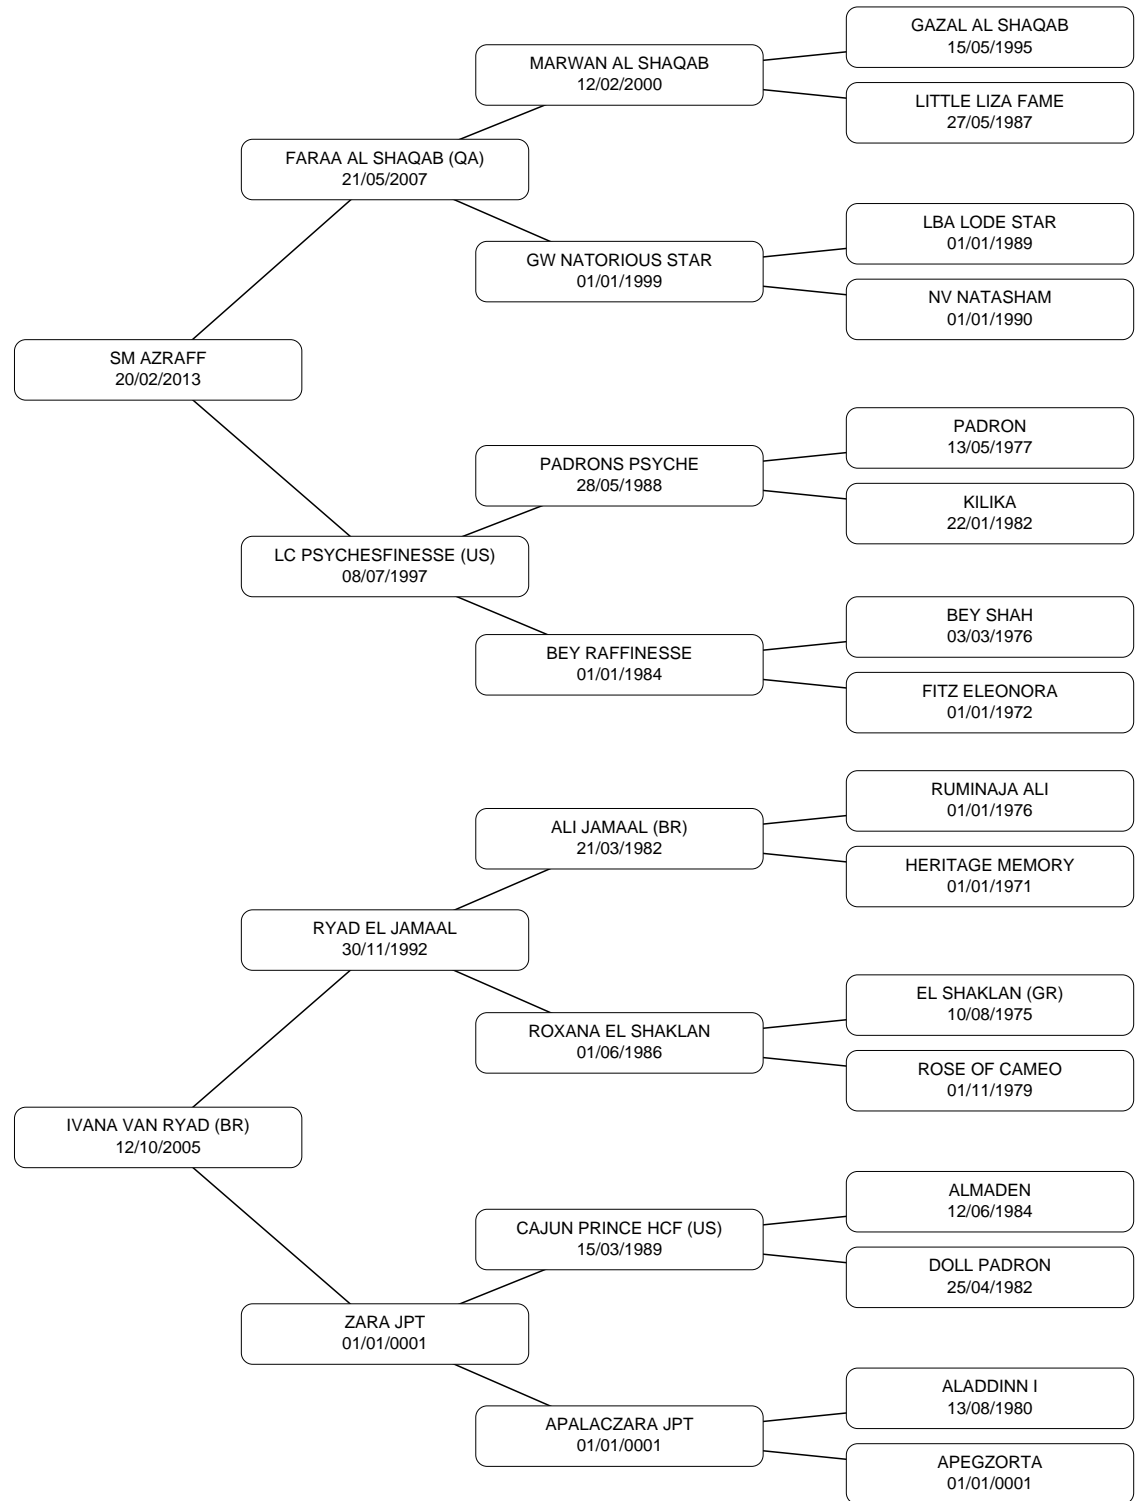 GAZAL AL SHAQAB
15/05/1995
MARWAN AL SHAQAB
12/02/2000
LITTLE LIZA FAME
27/05/1987
FARAA AL SHAQAB (QA)
21/05/2007
LBA LODE STAR
01/01/1989
GW NATORIOUS STAR
01/01/1999
NV NATASHAM
01/01/1990
SM AZRAFF
20/02/2013
PADRON
13/05/1977
PADRONS PSYCHE
28/05/1988
KILIKA
22/01/1982
LC PSYCHESFINESSE (US)
08/07/1997
BEY SHAH
03/03/1976
BEY RAFFINESSE
01/01/1984
FITZ ELEONORA
01/01/1972
RUMINAJA ALI
01/01/1976
ALI JAMAAL (BR)
21/03/1982
HERITAGE MEMORY
01/01/1971
RYAD EL JAMAAL
30/11/1992
EL SHAKLAN (GR)
10/08/1975
ROXANA EL SHAKLAN
01/06/1986
ROSE OF CAMEO
01/11/1979
IVANA VAN RYAD (BR)
12/10/2005
ALMADEN
12/06/1984
CAJUN PRINCE HCF (US)
15/03/1989
DOLL PADRON
25/04/1982
ZARA JPT
01/01/0001
ALADDINN I
13/08/1980
APALACZARA JPT
01/01/0001
APEGZORTA
01/01/0001